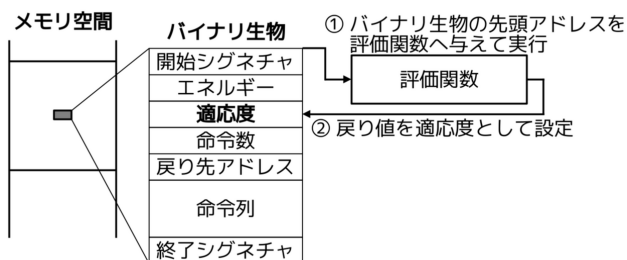 メモリ空間
バイナリ生物
① バイナリ生物の先頭アドレスを
評価関数へ与えて実行
開始シグネチャ
エネルギー
適応度
命令数
戻り先アドレス
命令列
終了シグネチャ
評価関数
② 戻り値を適応度として設定